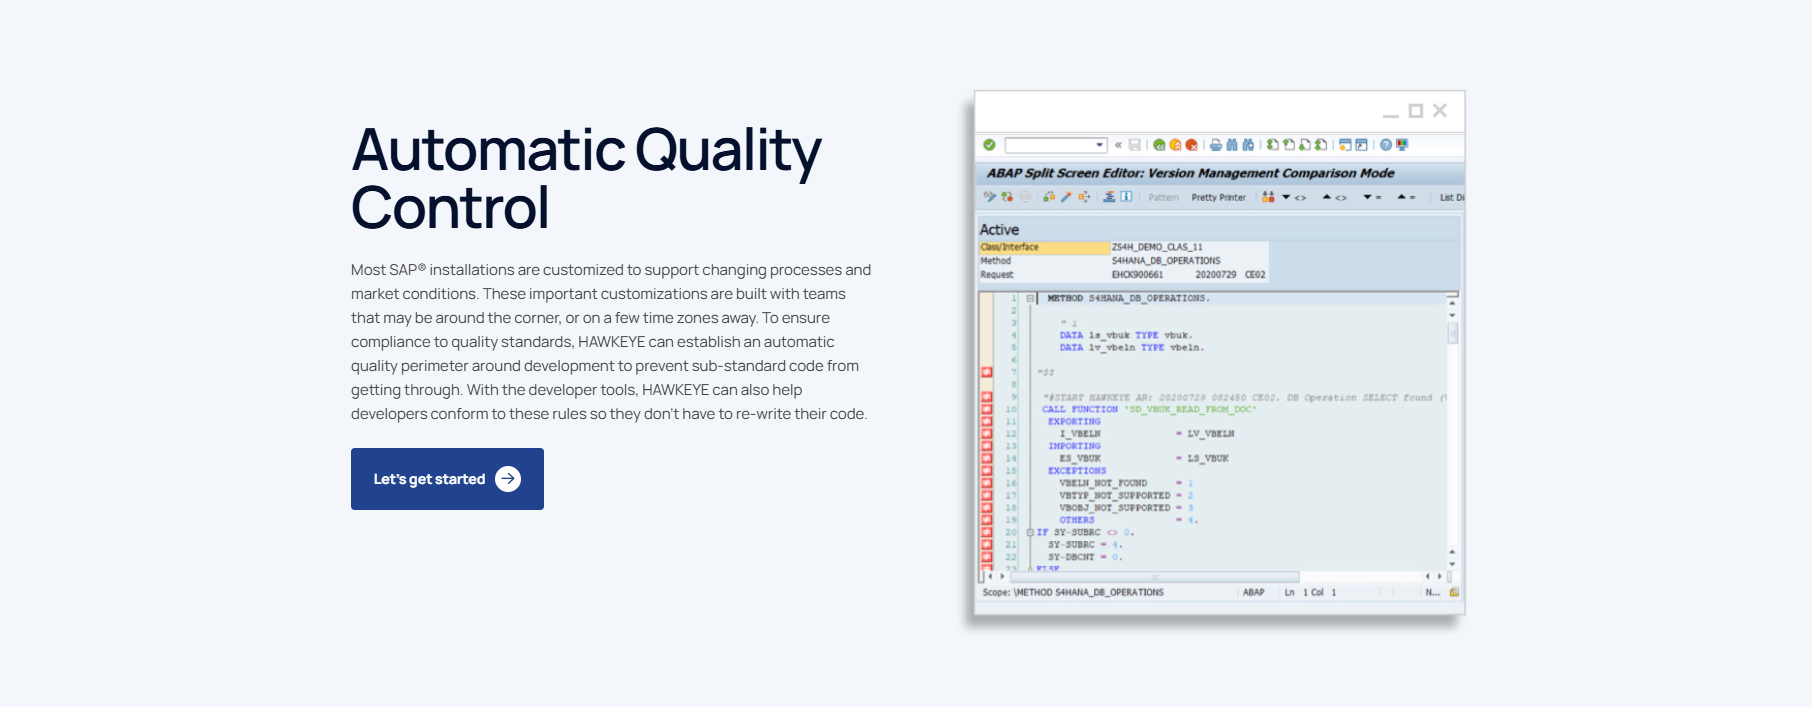 Automatic Quality
Control
Most SAP® installations are customized to support changing processes and
market conditions. These important customizations are built with teams
that may be around the corner, or on a few time zones away. To ensure
compliance to quality standards, HAWKEYE can establish an automatic
quality perimeter around development to prevent sub-standard code from
getting through. With the developer tools, HAWKEYE can also help
developers conform to these rules so they don't have to re-write their code.
Let's get started
ABAP Split Screen Editor: Version Management Comparison Mode
Pattern Pretty Printer <> <> = = List Di
Active
Class/Interface ZS4H_DEMO_CLAS_11
Method S4HANA_DB_OPERATIONS
Request EHCK900661 20200729 CE02
1 METHOD S4HANA_DB_OPERATIONS.
2
3
4 DATA ls_vbuk TYPE vbuk.
5 DATA lv_vbeln TYPE vbeln.
6
7 "$$
8
9 "#START HAWKEYE AR: 20200729 082450 CE02. DB Operation SELECT found
10 CALL FUNCTION 'SD_VBUK_READ_FROM_DOC'
11 EXPORTING
12 I_VBELN = LV_VBELN
13 IMPORTING
14 ES_VBUK = LS_VBUK
15 EXCEPTIONS
16 VBELN_NOT_FOUND = 1
17 VBTYP_NOT_SUPPORTED = 2
18 VBOBJ_NOT_SUPPORTED = 3
19 OTHERS = 4.
20 IF SY-SUBRC <> 0.
21 SY-SUBRC = 4.
22 SY-DBCNT = 0.
23 ELSE
Scope: \METHOD S4HANA_DB_OPERATIONS ABAP Ln 1 Col 1 N...